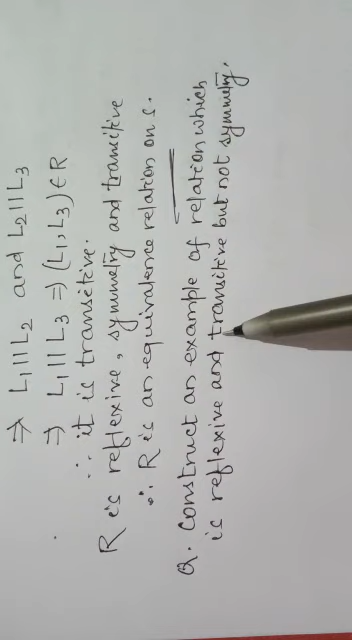 ⇒ L₁ || L₂ and L₂ || L₃
⇒ L₁ || L₃ ⇒ (L₁, L₃) ∈ R
∴ it is transitive.
R is reflexive, symmetry and transitive
∴ R is an equivalence relation on S.
Q. Construct an example of relation which
is reflexive and transitive but not symmetry.